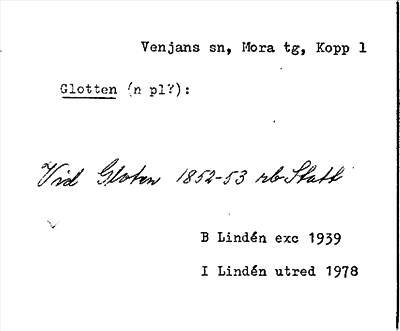 Venjans sn, Mora tg, Kopp l
Glotten (n pl?):
Vid Gloten 1852-53 rb Statt
B Lindén exc 1939
I Lindén utred 1978